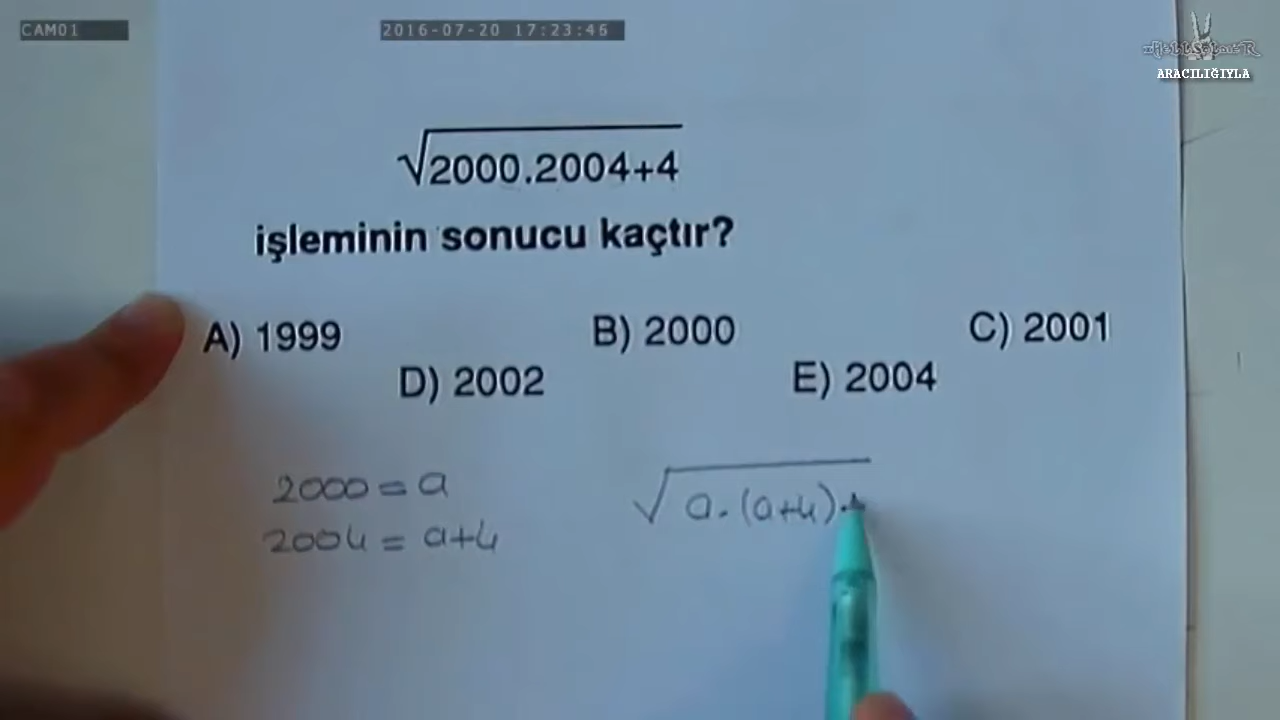 CAM01
2016-07-20 17:23:46
ARACILIĞIYLA
√2000.2004+4
işleminin sonucu kaçtır?
A) 1999
B) 2000
C) 2001
D) 2002
E) 2004
2000 = a
2004 = a+4
√a.(a+4)+